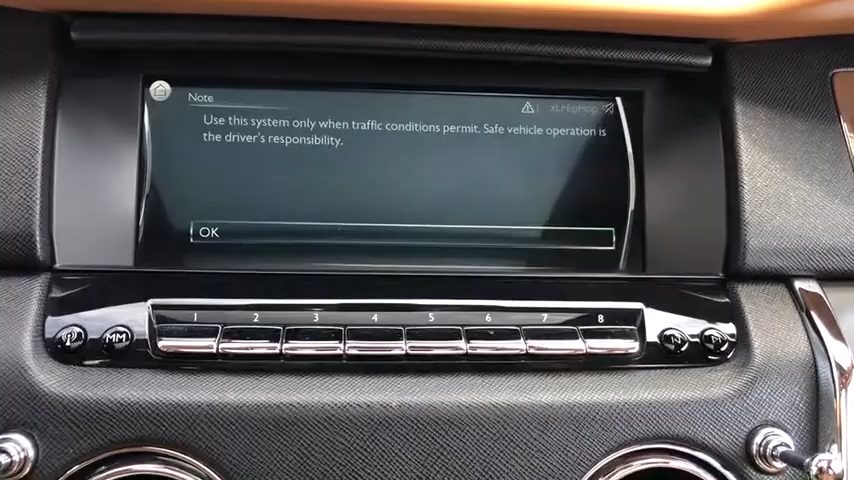 Note
xLHipHop
Use this system only when traffic conditions permit. Safe vehicle operation is
the driver's responsibility.
OK
1 2 3 4 5 6 7 8
MM